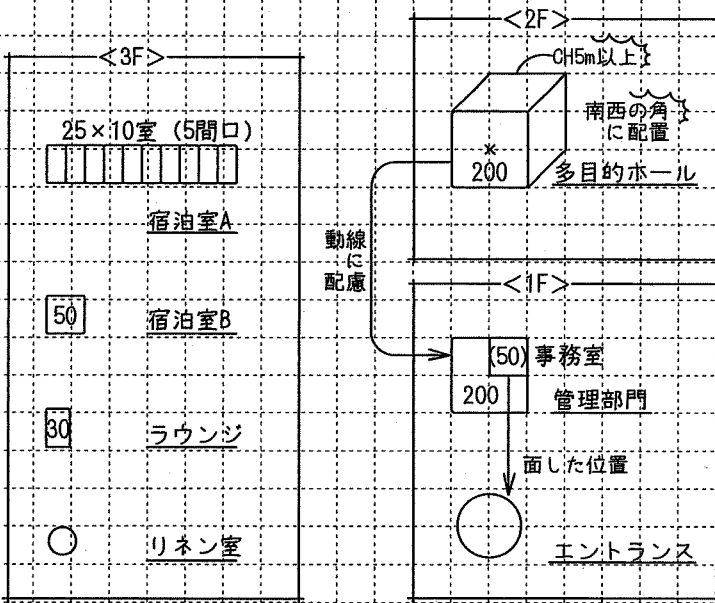 <3F>
25×10室 (5間口)
宿泊室A
50
宿泊室B
30
ラウンジ
リネン室
<2F>
CH5m以上
南西の角
に配置
×
200
多目的ホール
動線
に
配慮
<1F>
(50) 事務室
200
管理部門
面した位置
エントランス